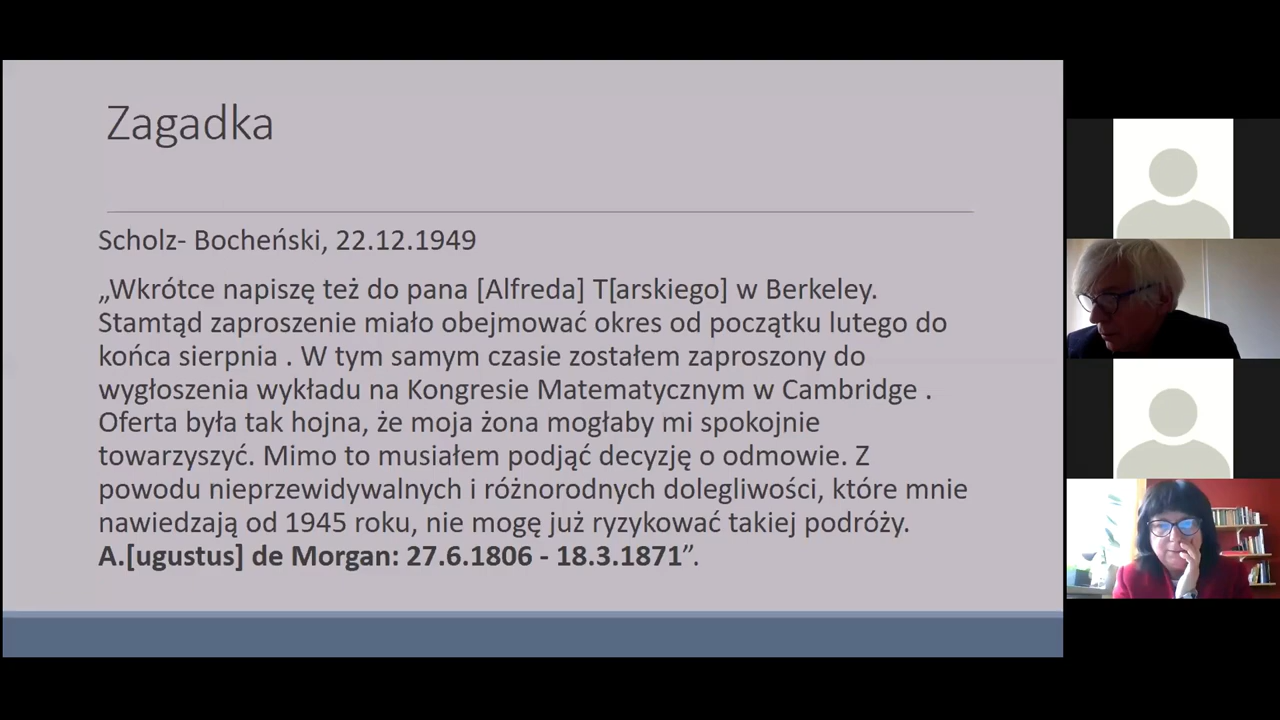 Zagadka
Scholz- Bocheński, 22.12.1949
„Wkrótce napiszę też do pana [Alfreda] T[arskiego] w Berkeley.
Stamtąd zaproszenie miało obejmować okres od początku lutego do
końca sierpnia . W tym samym czasie zostałem zaproszony do
wygłoszenia wykładu na Kongresie Matematycznym w Cambridge .
Oferta była tak hojna, że moja żona mogłaby mi spokojnie
towarzyszyć. Mimo to musiałem podjąć decyzję o odmowie. Z
powodu nieprzewidywalnych i różnorodnych dolegliwości, które mnie
nawiedzają od 1945 roku, nie mogę już ryzykować takiej podróży.
A.[ugustus] de Morgan: 27.6.1806 - 18.3.1871”.